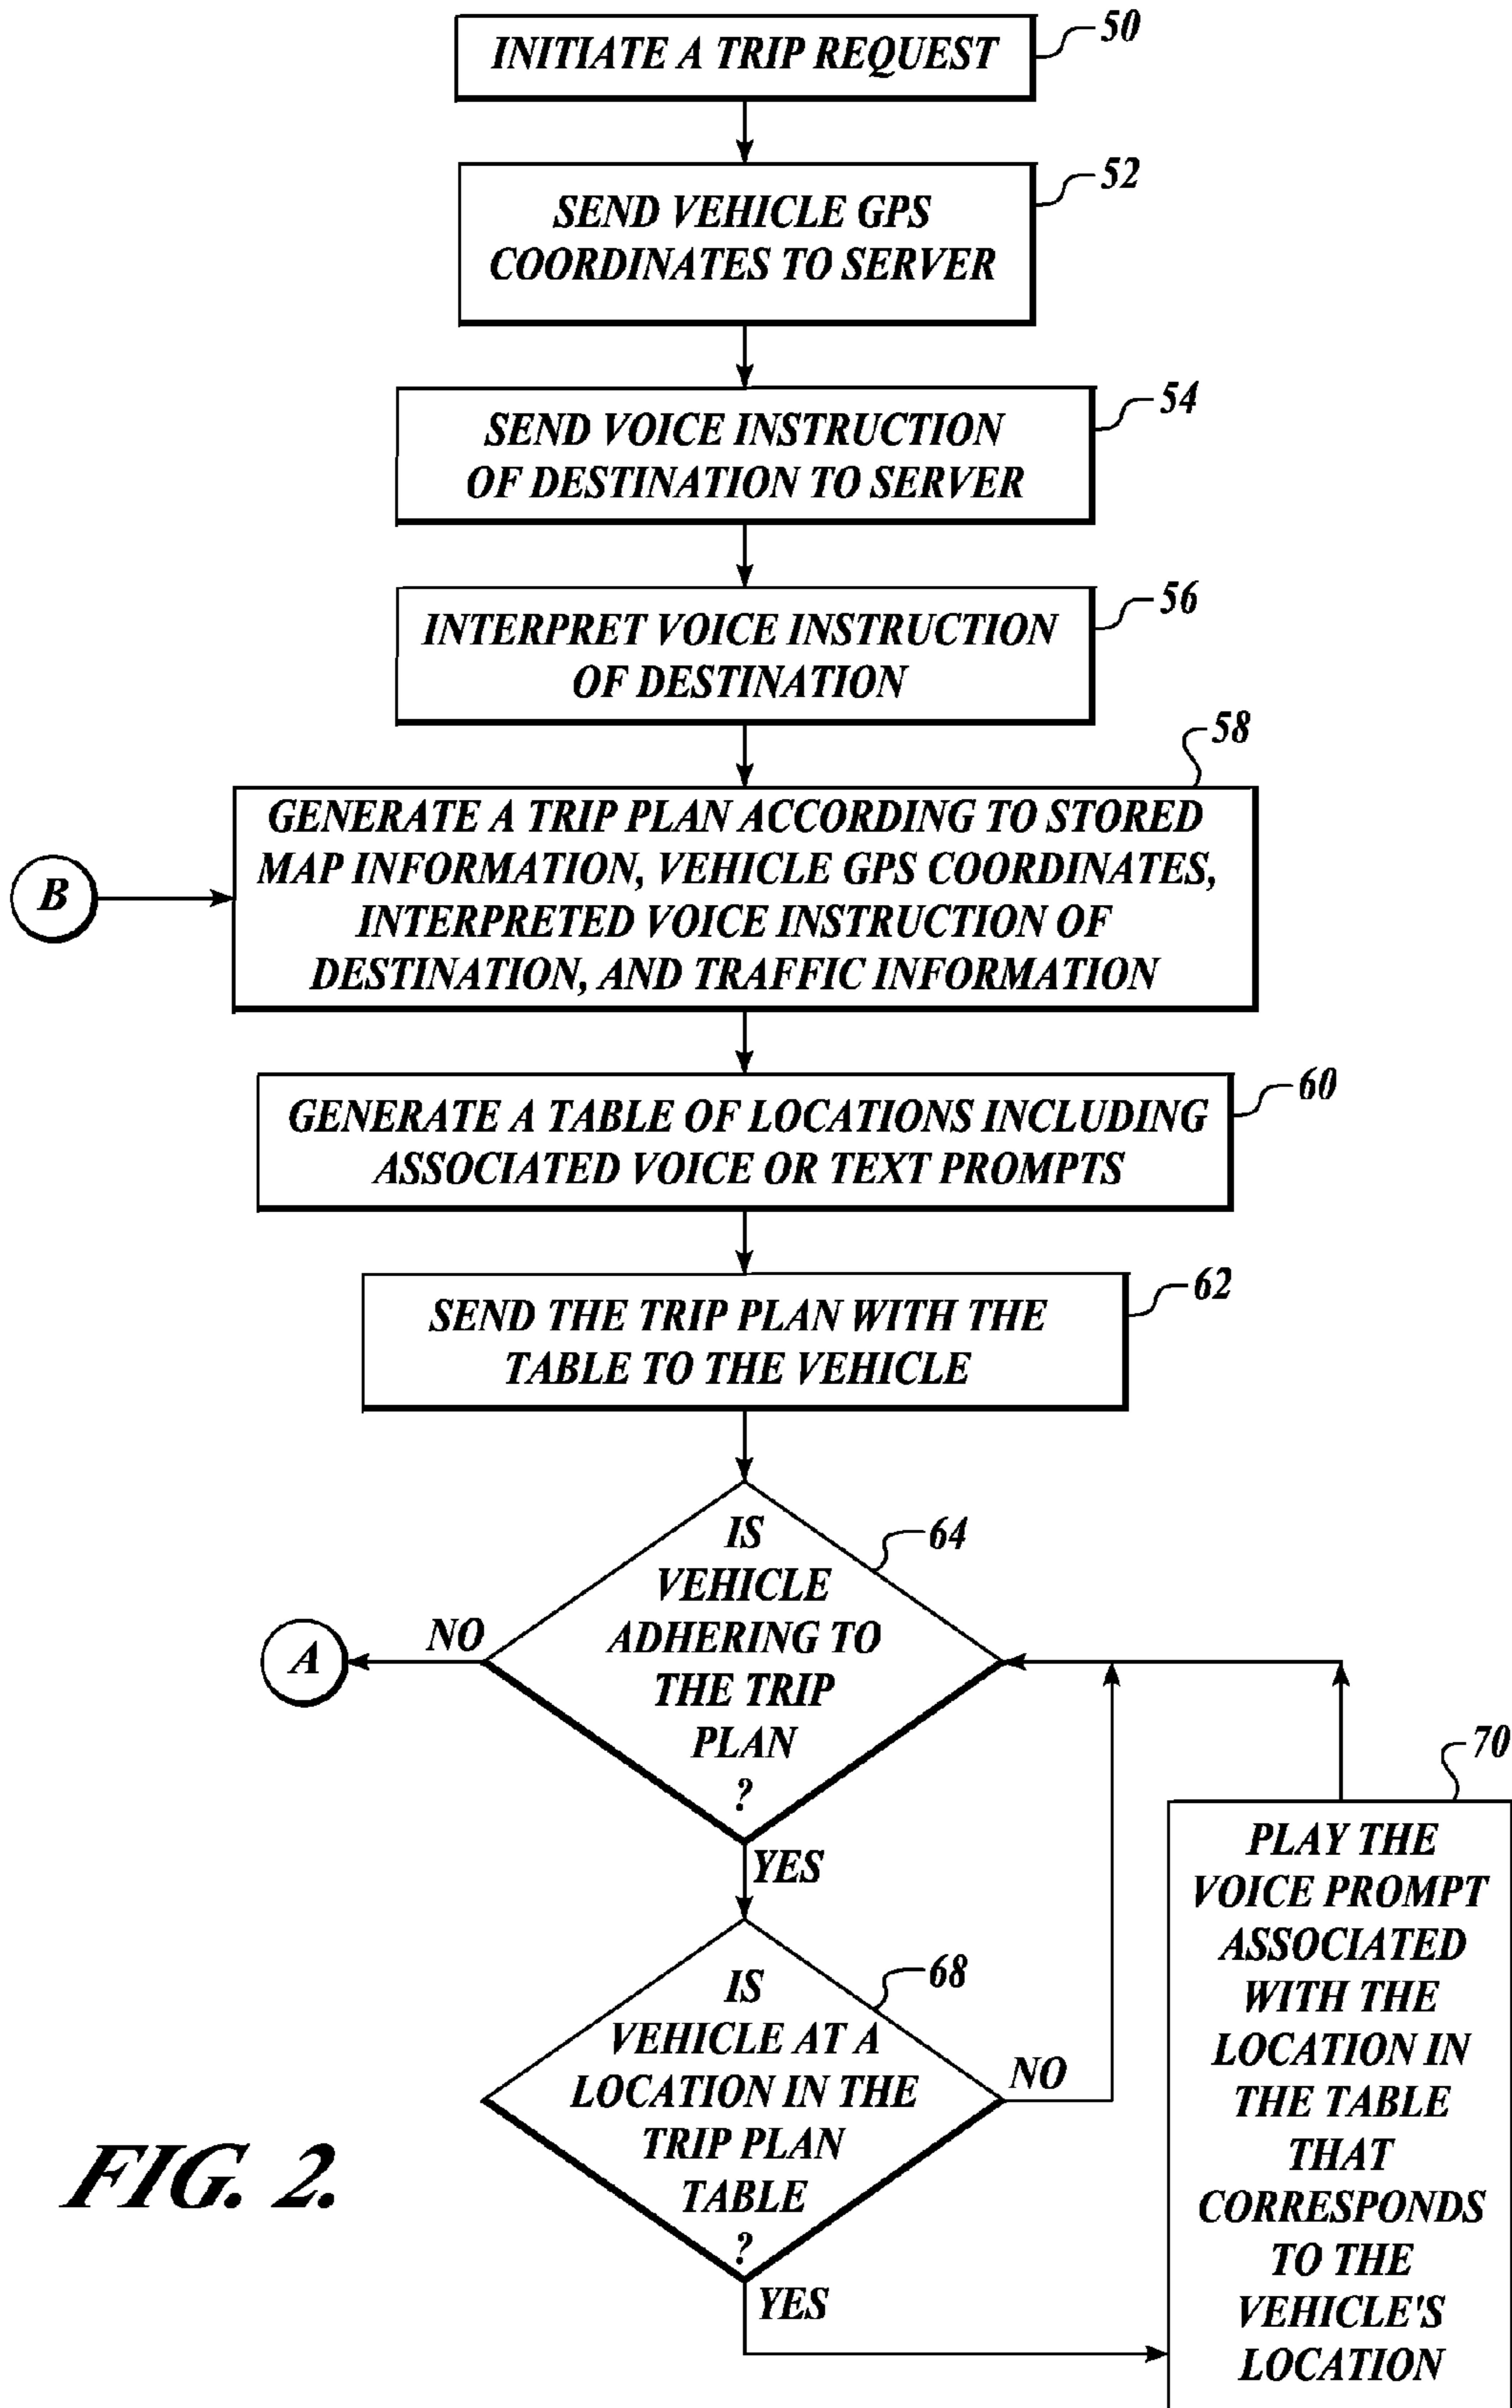 INITIATE A TRIP REQUEST
50
SEND VEHICLE GPS
COORDINATES TO SERVER
52
SEND VOICE INSTRUCTION
OF DESTINATION TO SERVER
54
INTERPRET VOICE INSTRUCTION
OF DESTINATION
56
58
GENERATE A TRIP PLAN ACCORDING TO STORED
MAP INFORMATION, VEHICLE GPS COORDINATES,
INTERPRETED VOICE INSTRUCTION OF
DESTINATION, AND TRAFFIC INFORMATION
B
GENERATE A TABLE OF LOCATIONS INCLUDING
ASSOCIATED VOICE OR TEXT PROMPTS
60
SEND THE TRIP PLAN WITH THE
TABLE TO THE VEHICLE
62
IS
VEHICLE
ADHERING TO
THE TRIP
PLAN
?
64
NO
A
YES
IS
VEHICLE AT A
LOCATION IN THE
TRIP PLAN
TABLE
?
68
NO
YES
70
PLAY THE
VOICE PROMPT
ASSOCIATED
WITH THE
LOCATION IN
THE TABLE
THAT
CORRESPONDS
TO THE
VEHICLE'S
LOCATION
FIG. 2.